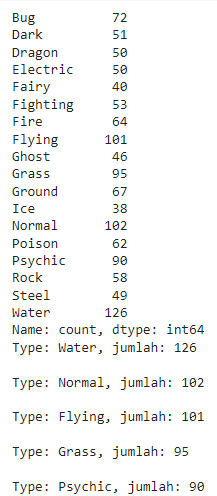 Bug 72
Dark 51
Dragon 50
Electric 50
Fairy 40
Fighting 53
Fire 64
Flying 101
Ghost 46
Grass 95
Ground 67
Ice 38
Normal 102
Poison 62
Psychic 90
Rock 58
Steel 49
Water 126
Name: count, dtype: int64
Type: Water, jumlah: 126
Type: Normal, jumlah: 102
Type: Flying, jumlah: 101
Type: Grass, jumlah: 95
Type: Psychic, jumlah: 90